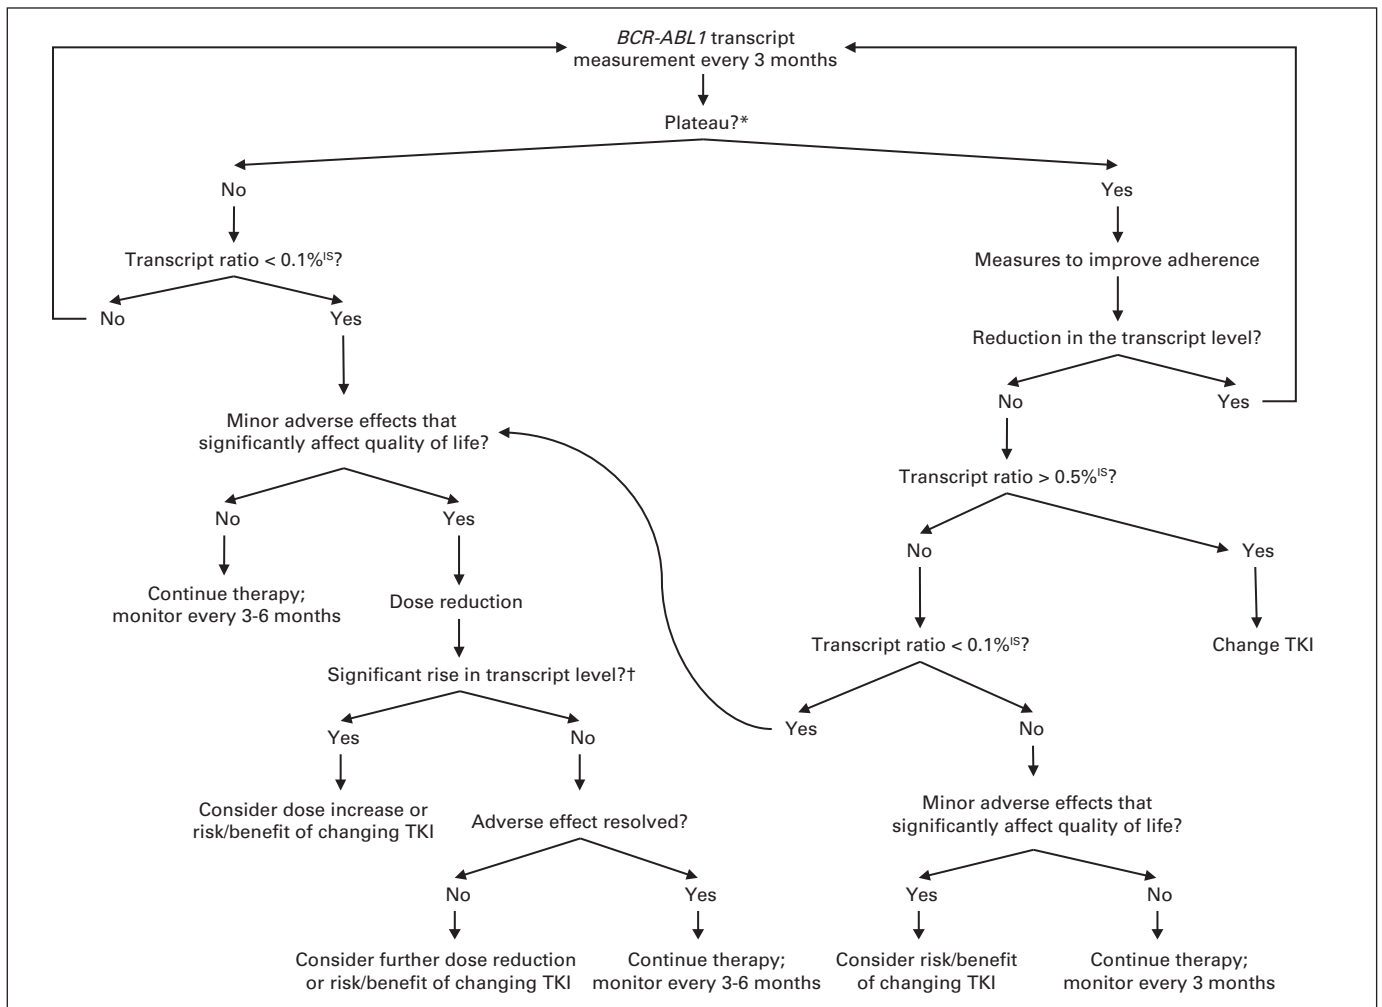 BCR-ABL1 transcript
measurement every 3 months
Plateau?*
No
Yes
Transcript ratio < 0.1%IS?
Measures to improve adherence
No
Yes
Reduction in the transcript level?
No
Yes
Minor adverse effects that
significantly affect quality of life?
Transcript ratio > 0.5%IS?
No
Yes
No
Yes
Continue therapy;
monitor every 3-6 months
Dose reduction
Transcript ratio < 0.1%IS?
Change TKI
Significant rise in transcript level?†
Yes
No
Yes
No
Consider dose increase or
risk/benefit of changing TKI
Adverse effect resolved?
Minor adverse effects that
significantly affect quality of life?
No
Yes
Yes
No
Consider further dose reduction
or risk/benefit of changing TKI
Continue therapy;
monitor every 3-6 months
Consider risk/benefit
of changing TKI
Continue therapy;
monitor every 3 months